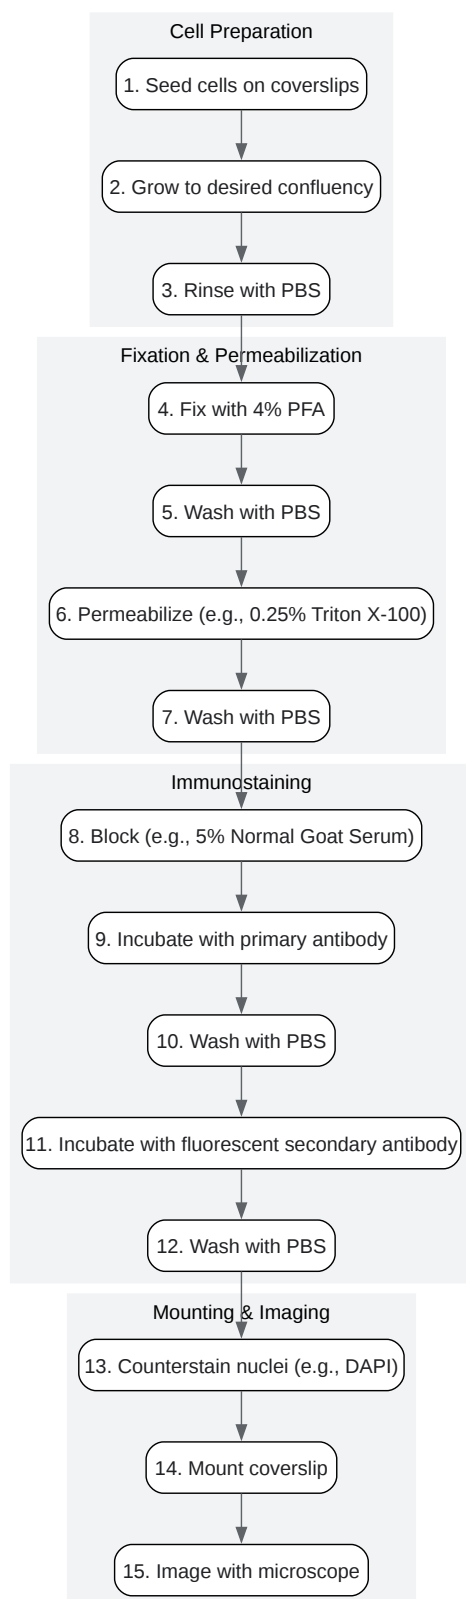 Cell Preparation
1. Seed cells on coverslips
2. Grow to desired confluency
3. Rinse with PBS
Fixation & Permeabilization
4. Fix with 4% PFA
5. Wash with PBS
6. Permeabilize (e.g., 0.25% Triton X-100)
7. Wash with PBS
Immunostaining
8. Block (e.g., 5% Normal Goat Serum)
9. Incubate with primary antibody
10. Wash with PBS
11. Incubate with fluorescent secondary antibody
12. Wash with PBS
Mounting & Imaging
13. Counterstain nuclei (e.g., DAPI)
14. Mount coverslip
15. Image with microscope